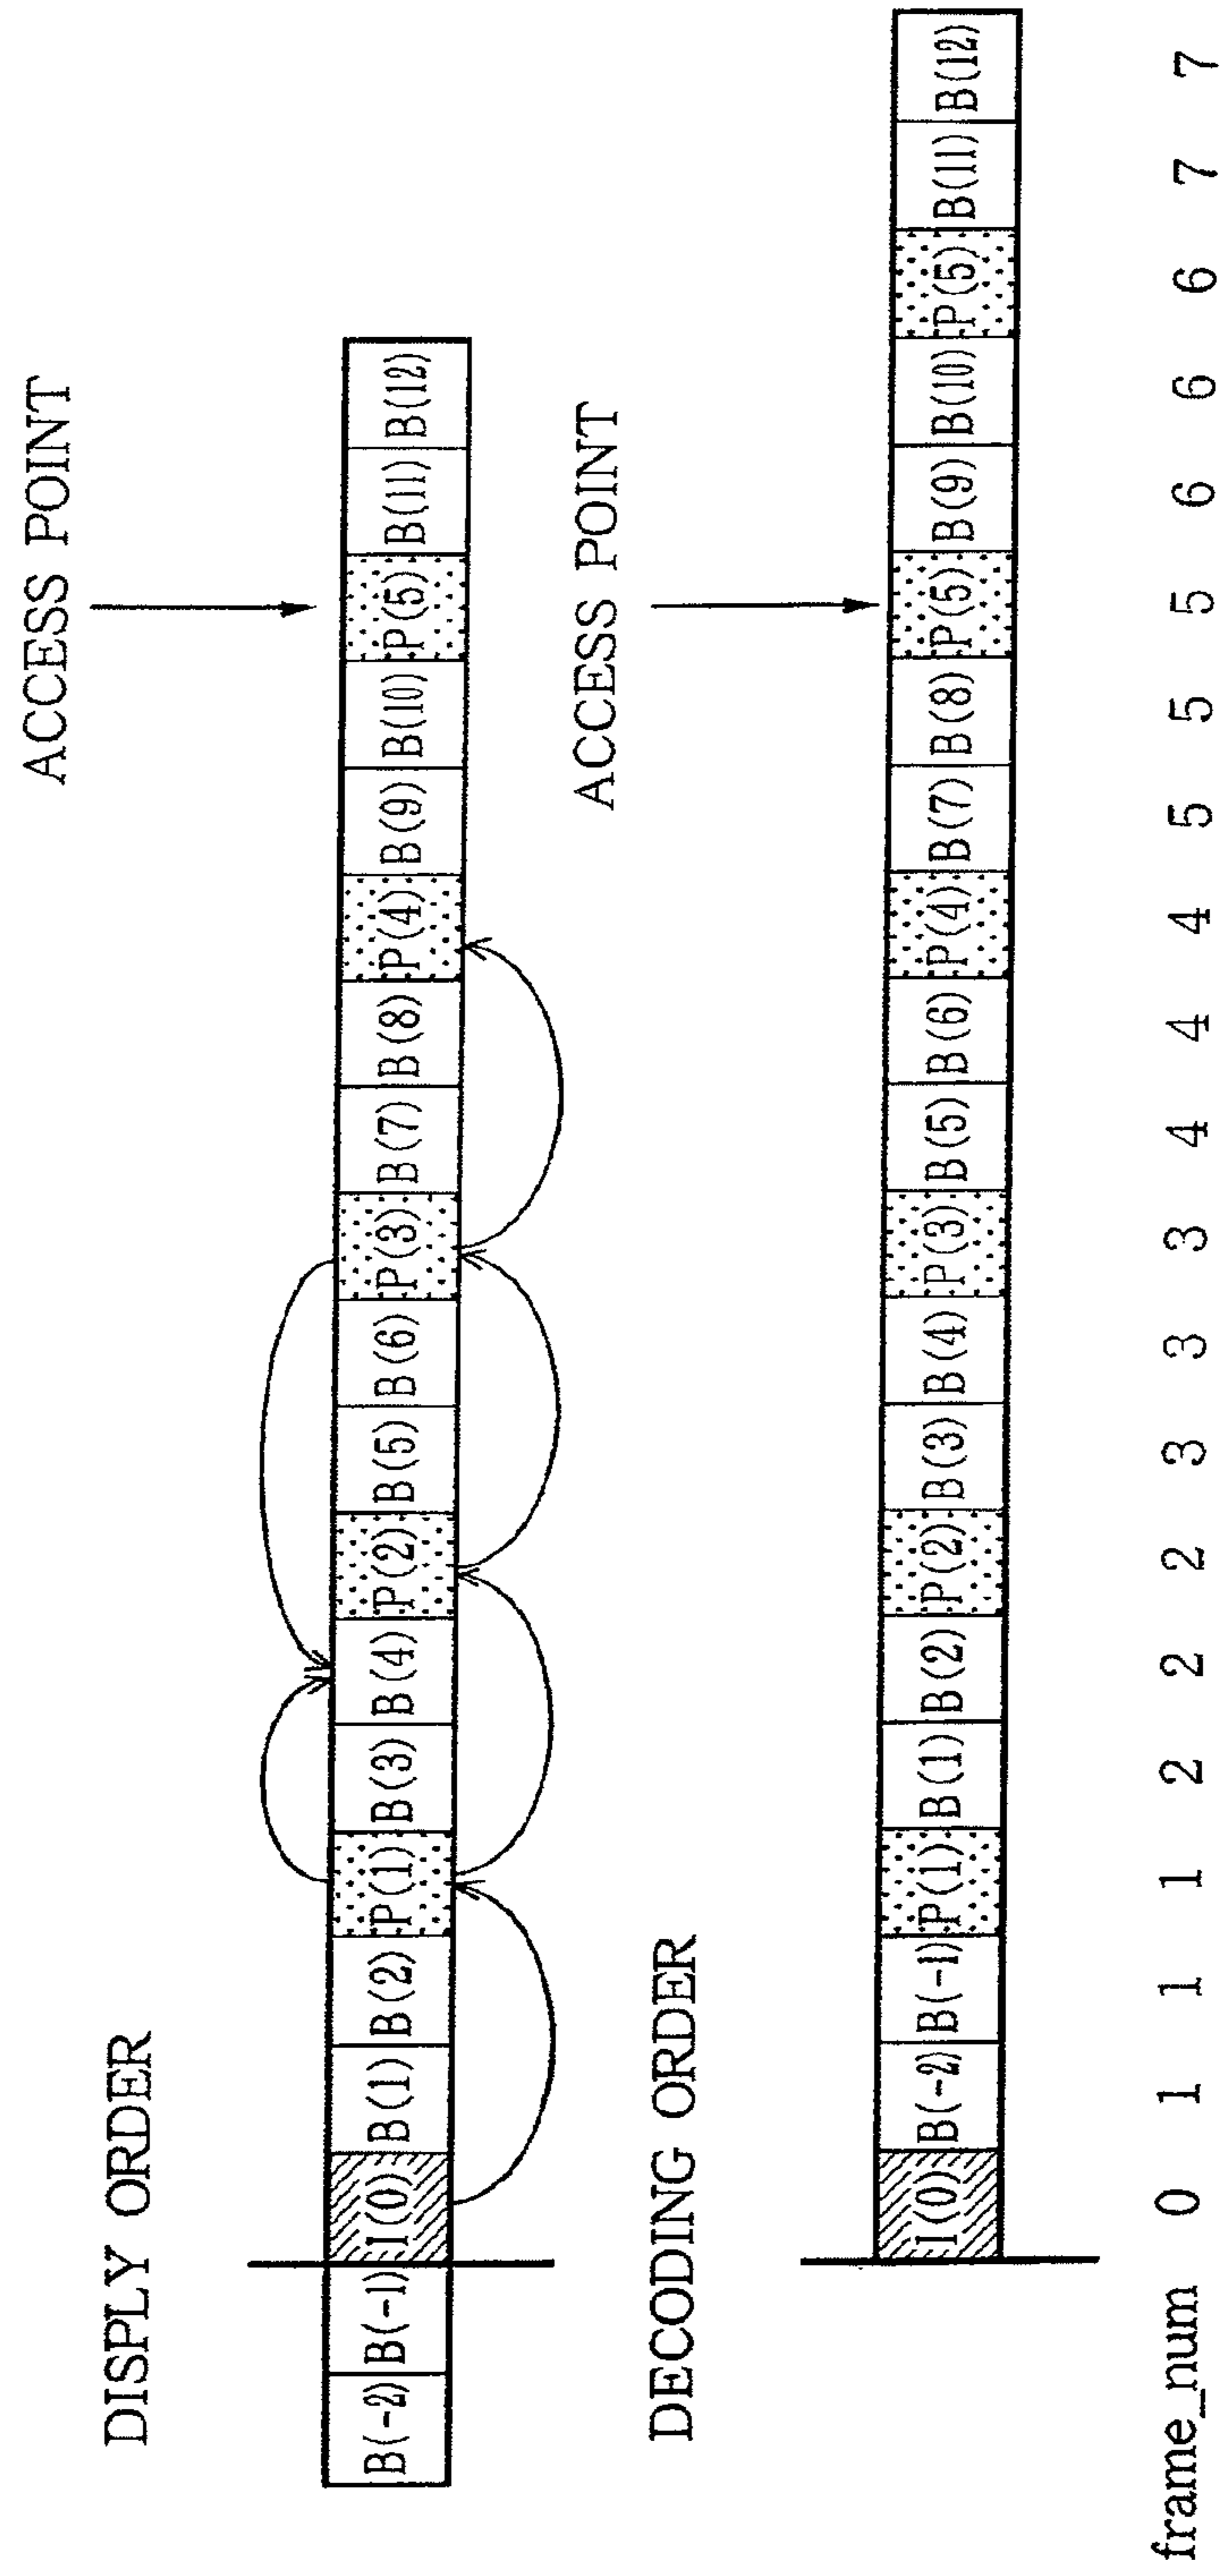 ACCESS POINT
DISPLY ORDER
B(-2) B(-1) I(0) B(1) B(2) P(1) B(3) B(4) P(2) B(5) B(6) P(3) B(7) B(8) P(4) B(9) B(10) P(5) B(11) B(12)
ACCESS POINT
DECODING ORDER
I(0) B(-2) B(-1) P(1) B(1) B(2) P(2) B(3) B(4) P(3) B(5) B(6) P(4) B(7) B(8) P(5) B(9) B(10) P(5) B(11) B(12)
frame_num 0 1 1 1 2 2 2 3 3 3 4 4 4 5 5 5 6 6 6 7 7